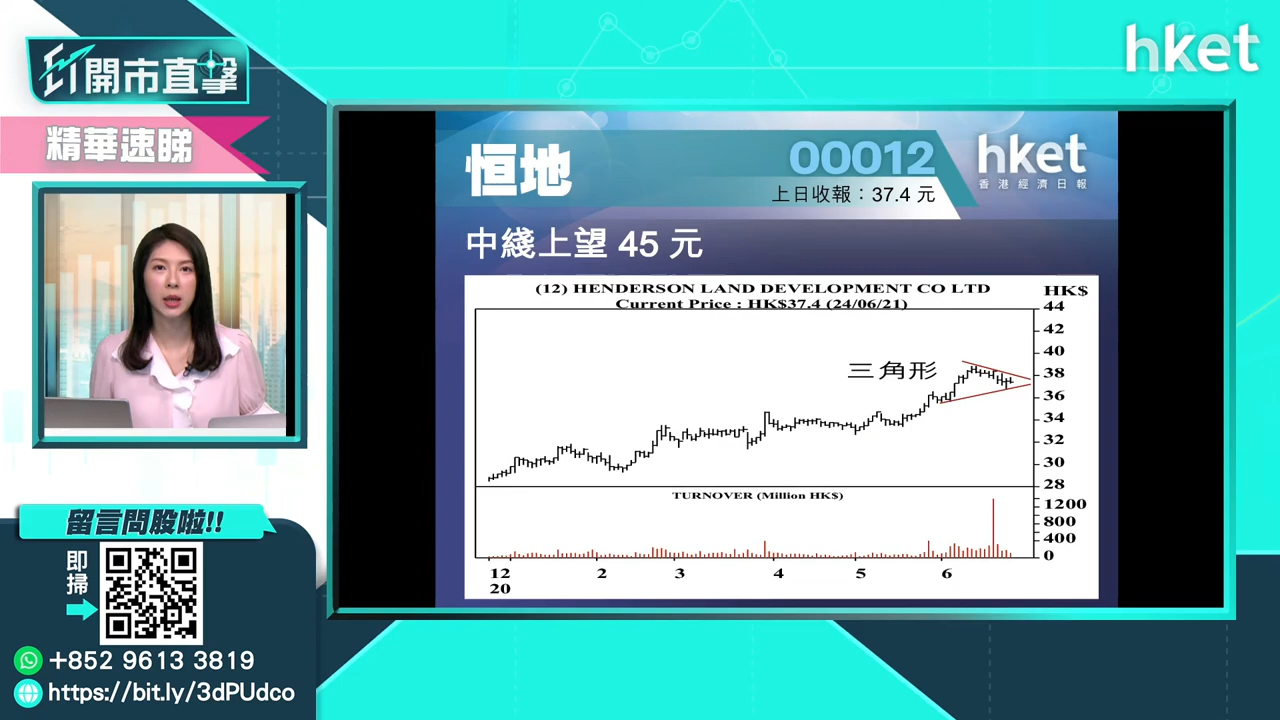 開市直擊
hket
精華速睇
恒地
00012
上日收報：37.4 元
hket
香港經濟日報
中綫上望 45 元
(12) HENDERSON LAND DEVELOPMENT CO LTD
Current Price : HK$37.4 (24/06/21)
HK$
44
42
40
38
36
34
32
30
28
三角形
TURNOVER (Million HK$)
1200
800
400
0
12 2 3 4 5 6
20
留言問股啦!!
即掃
+852 9613 3819
https://bit.ly/3dPUdco